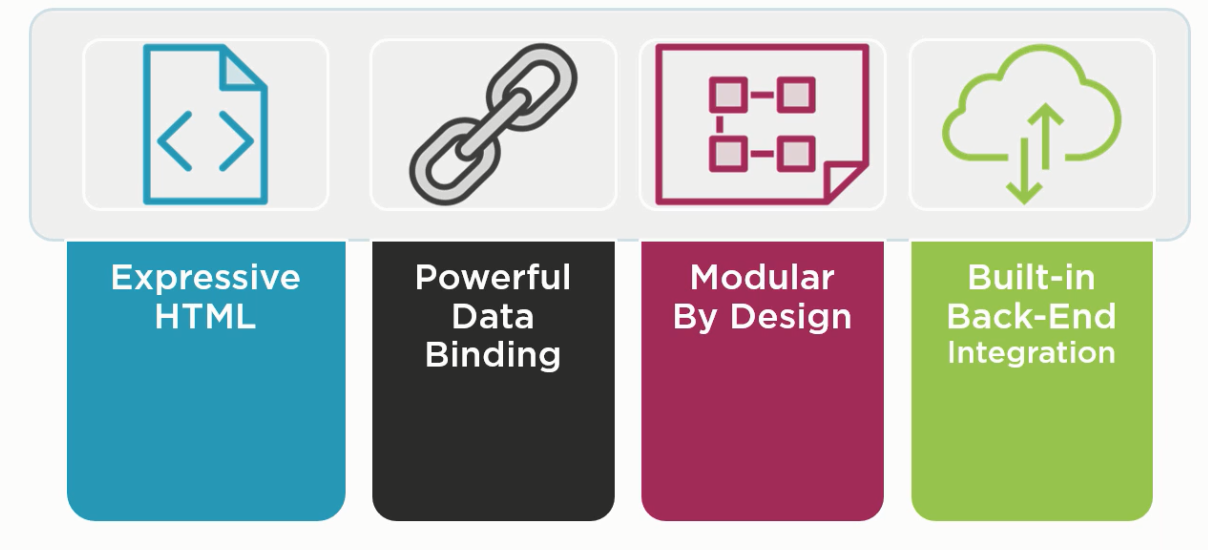 Expressive
HTML
Powerful
Data
Binding
Modular
By Design
Built-in
Back-End
Integration